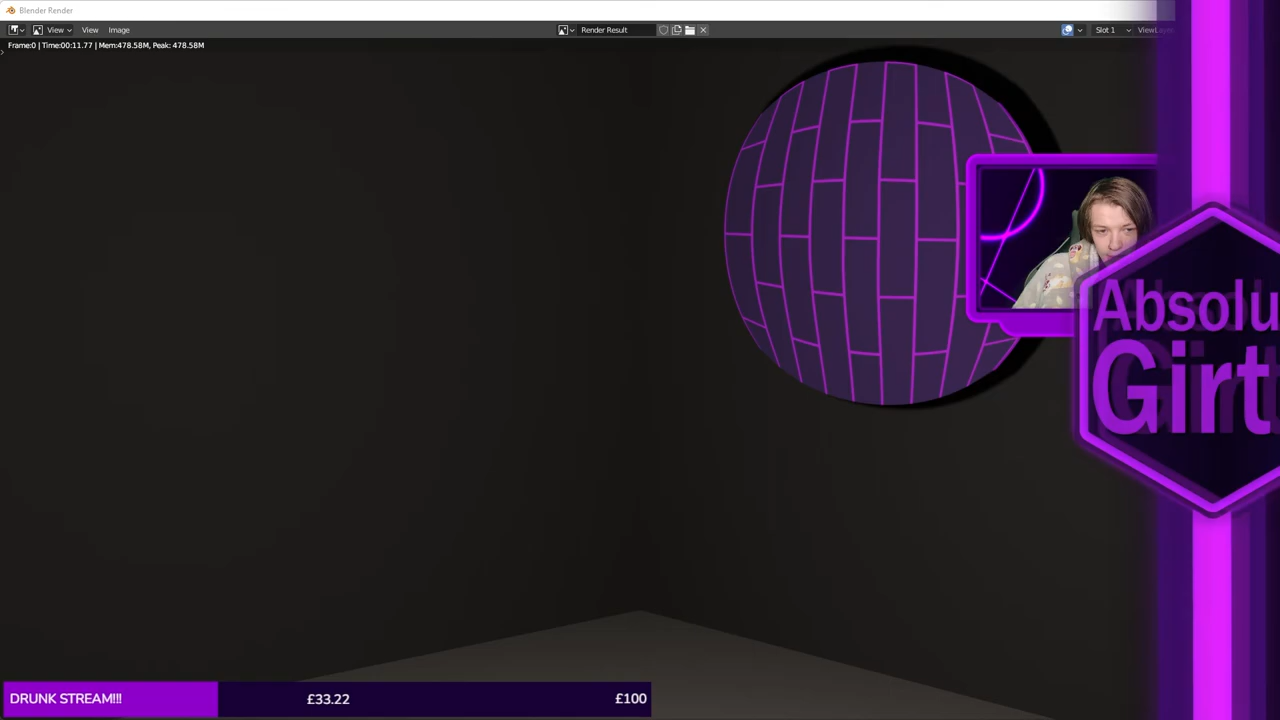 Blender Render
View View Image Render Result Slot 1 ViewLayer
Frame:0 | Time:00:11.77 | Mem:478.58M, Peak: 478.58M
Absolu
Girt
DRUNK STREAM!!! £33.22 £100